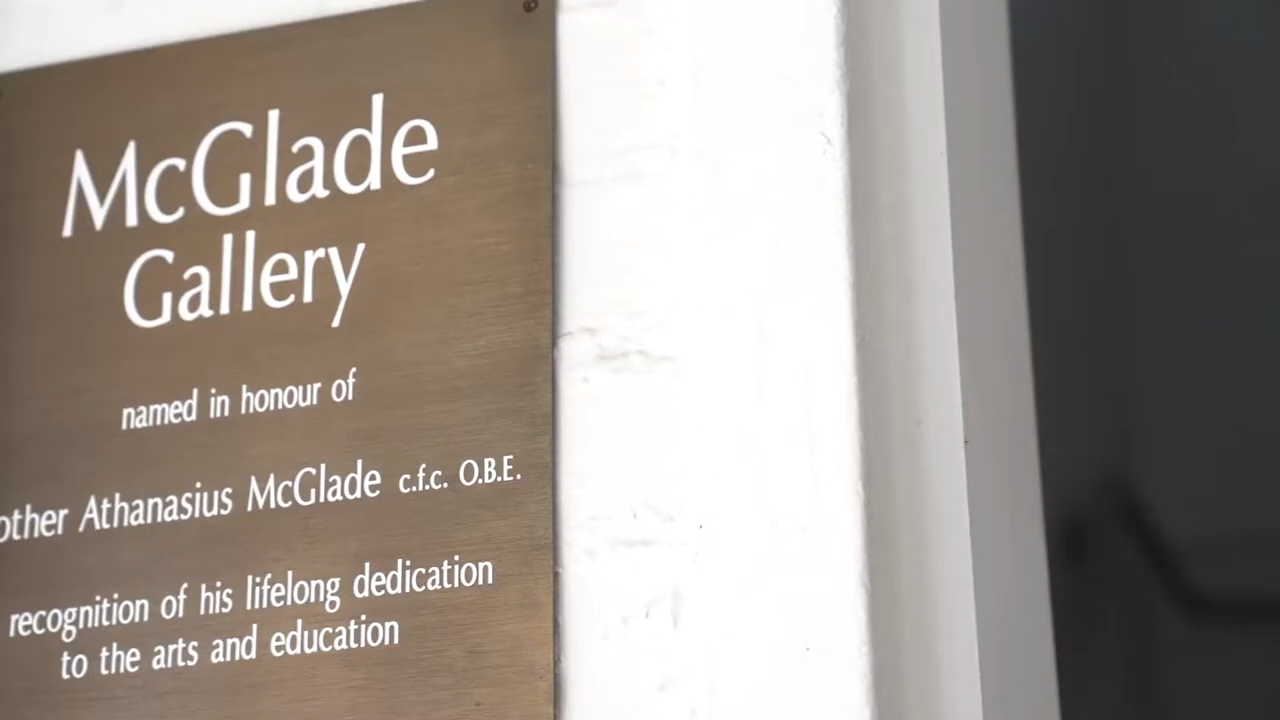 McGlade
Gallery
named in honour of
other Athanasius McGlade c.f.c. O.B.E.
recognition of his lifelong dedication
to the arts and education